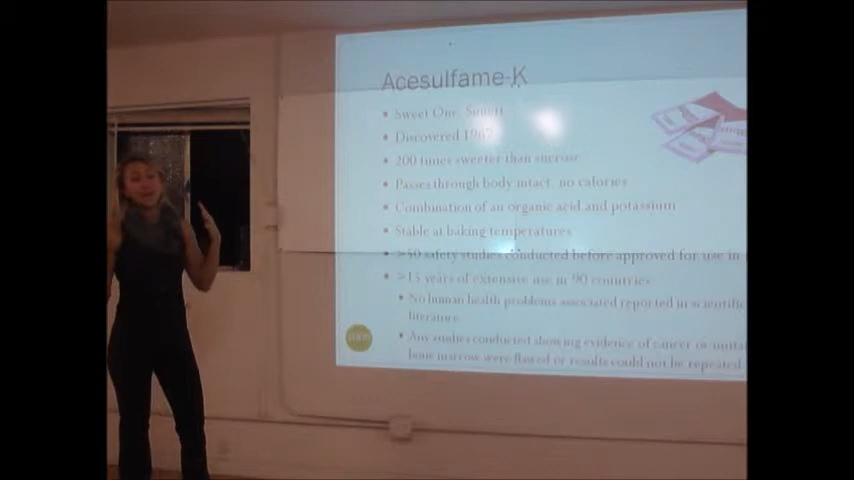 Acesulfame-K
• Sweet One, Sunett
• Discovered 1967
• 200 times sweeter than sucrose
• Passes through body intact, no calories
• Combination of an organic acid and potassium
• Stable at baking temperatures
• >50 safety studies conducted before approved for use in
• >15 years of extensive use in 90 countries
• No human health problems associated reported in scientific
literature
• Any studies conducted showing evidence of cancer or
bone marrow were flawed or results could not be repeated